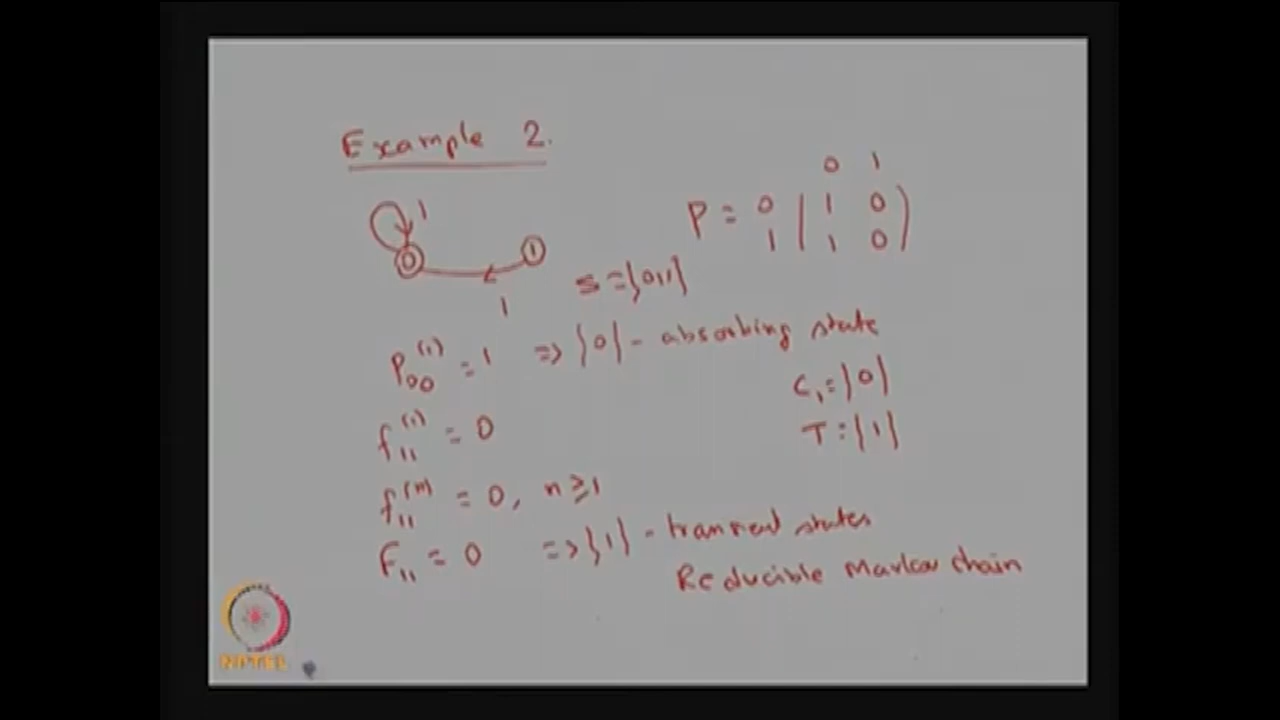 Example 2.
0 1
P = 0 | 1 0 )
1 | 1 0 )
1
0 1
1
S = {0,1}
P₀₀⁽¹⁾ = 1 ⇒ {0} - absorbing state
C₁ = {0}
f₁₁⁽¹⁾ = 0
T : {1}
f₁₁⁽ⁿ⁾ = 0, n ≥ 1
F₁₁ = 0 ⇒ {1} - transient states
Reducible Markov chain
NPTEL